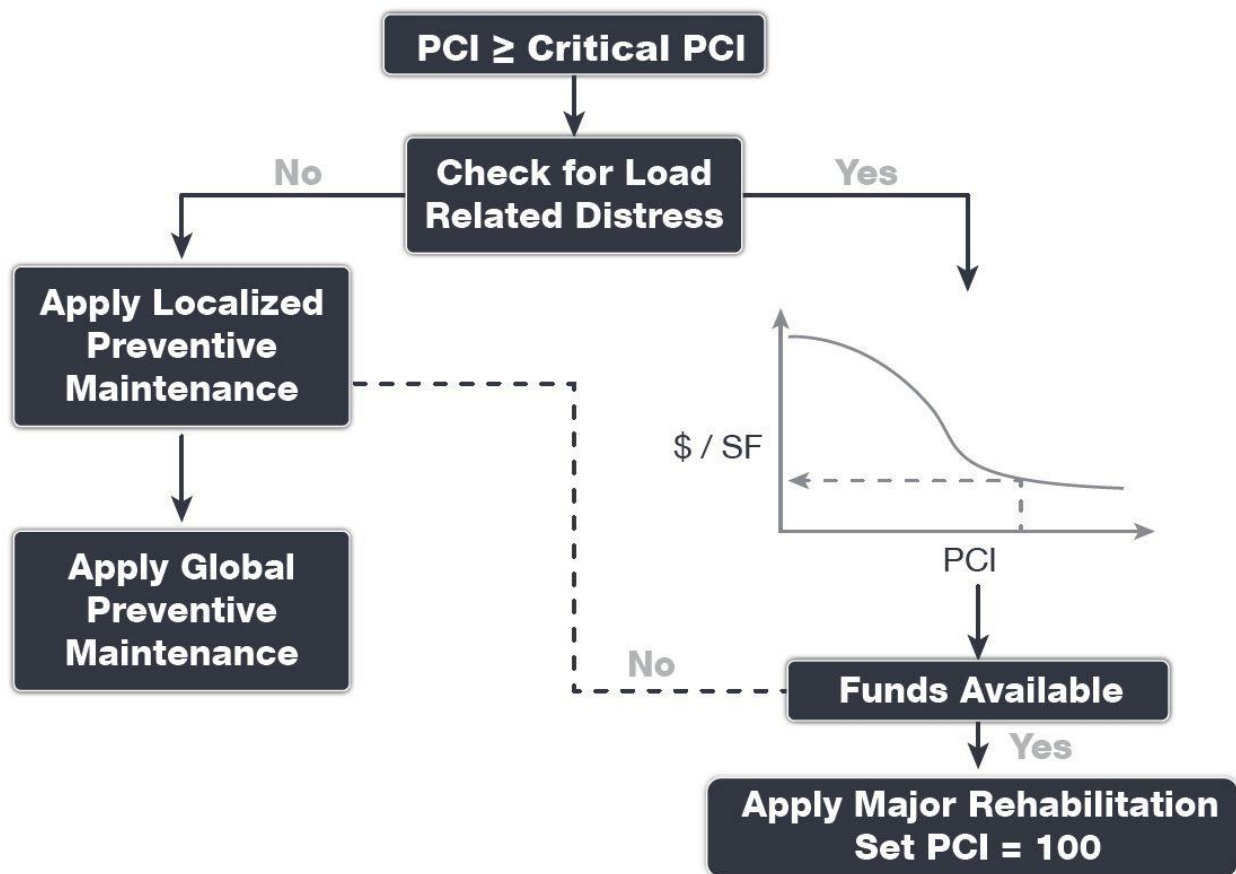 PCI ≥ Critical PCI
No
Check for Load
Related Distress
Yes
Apply Localized
Preventive
Maintenance
$ / SF
PCI
Apply Global
Preventive
Maintenance
No
Funds Available
Yes
Apply Major Rehabilitation
Set PCI = 100